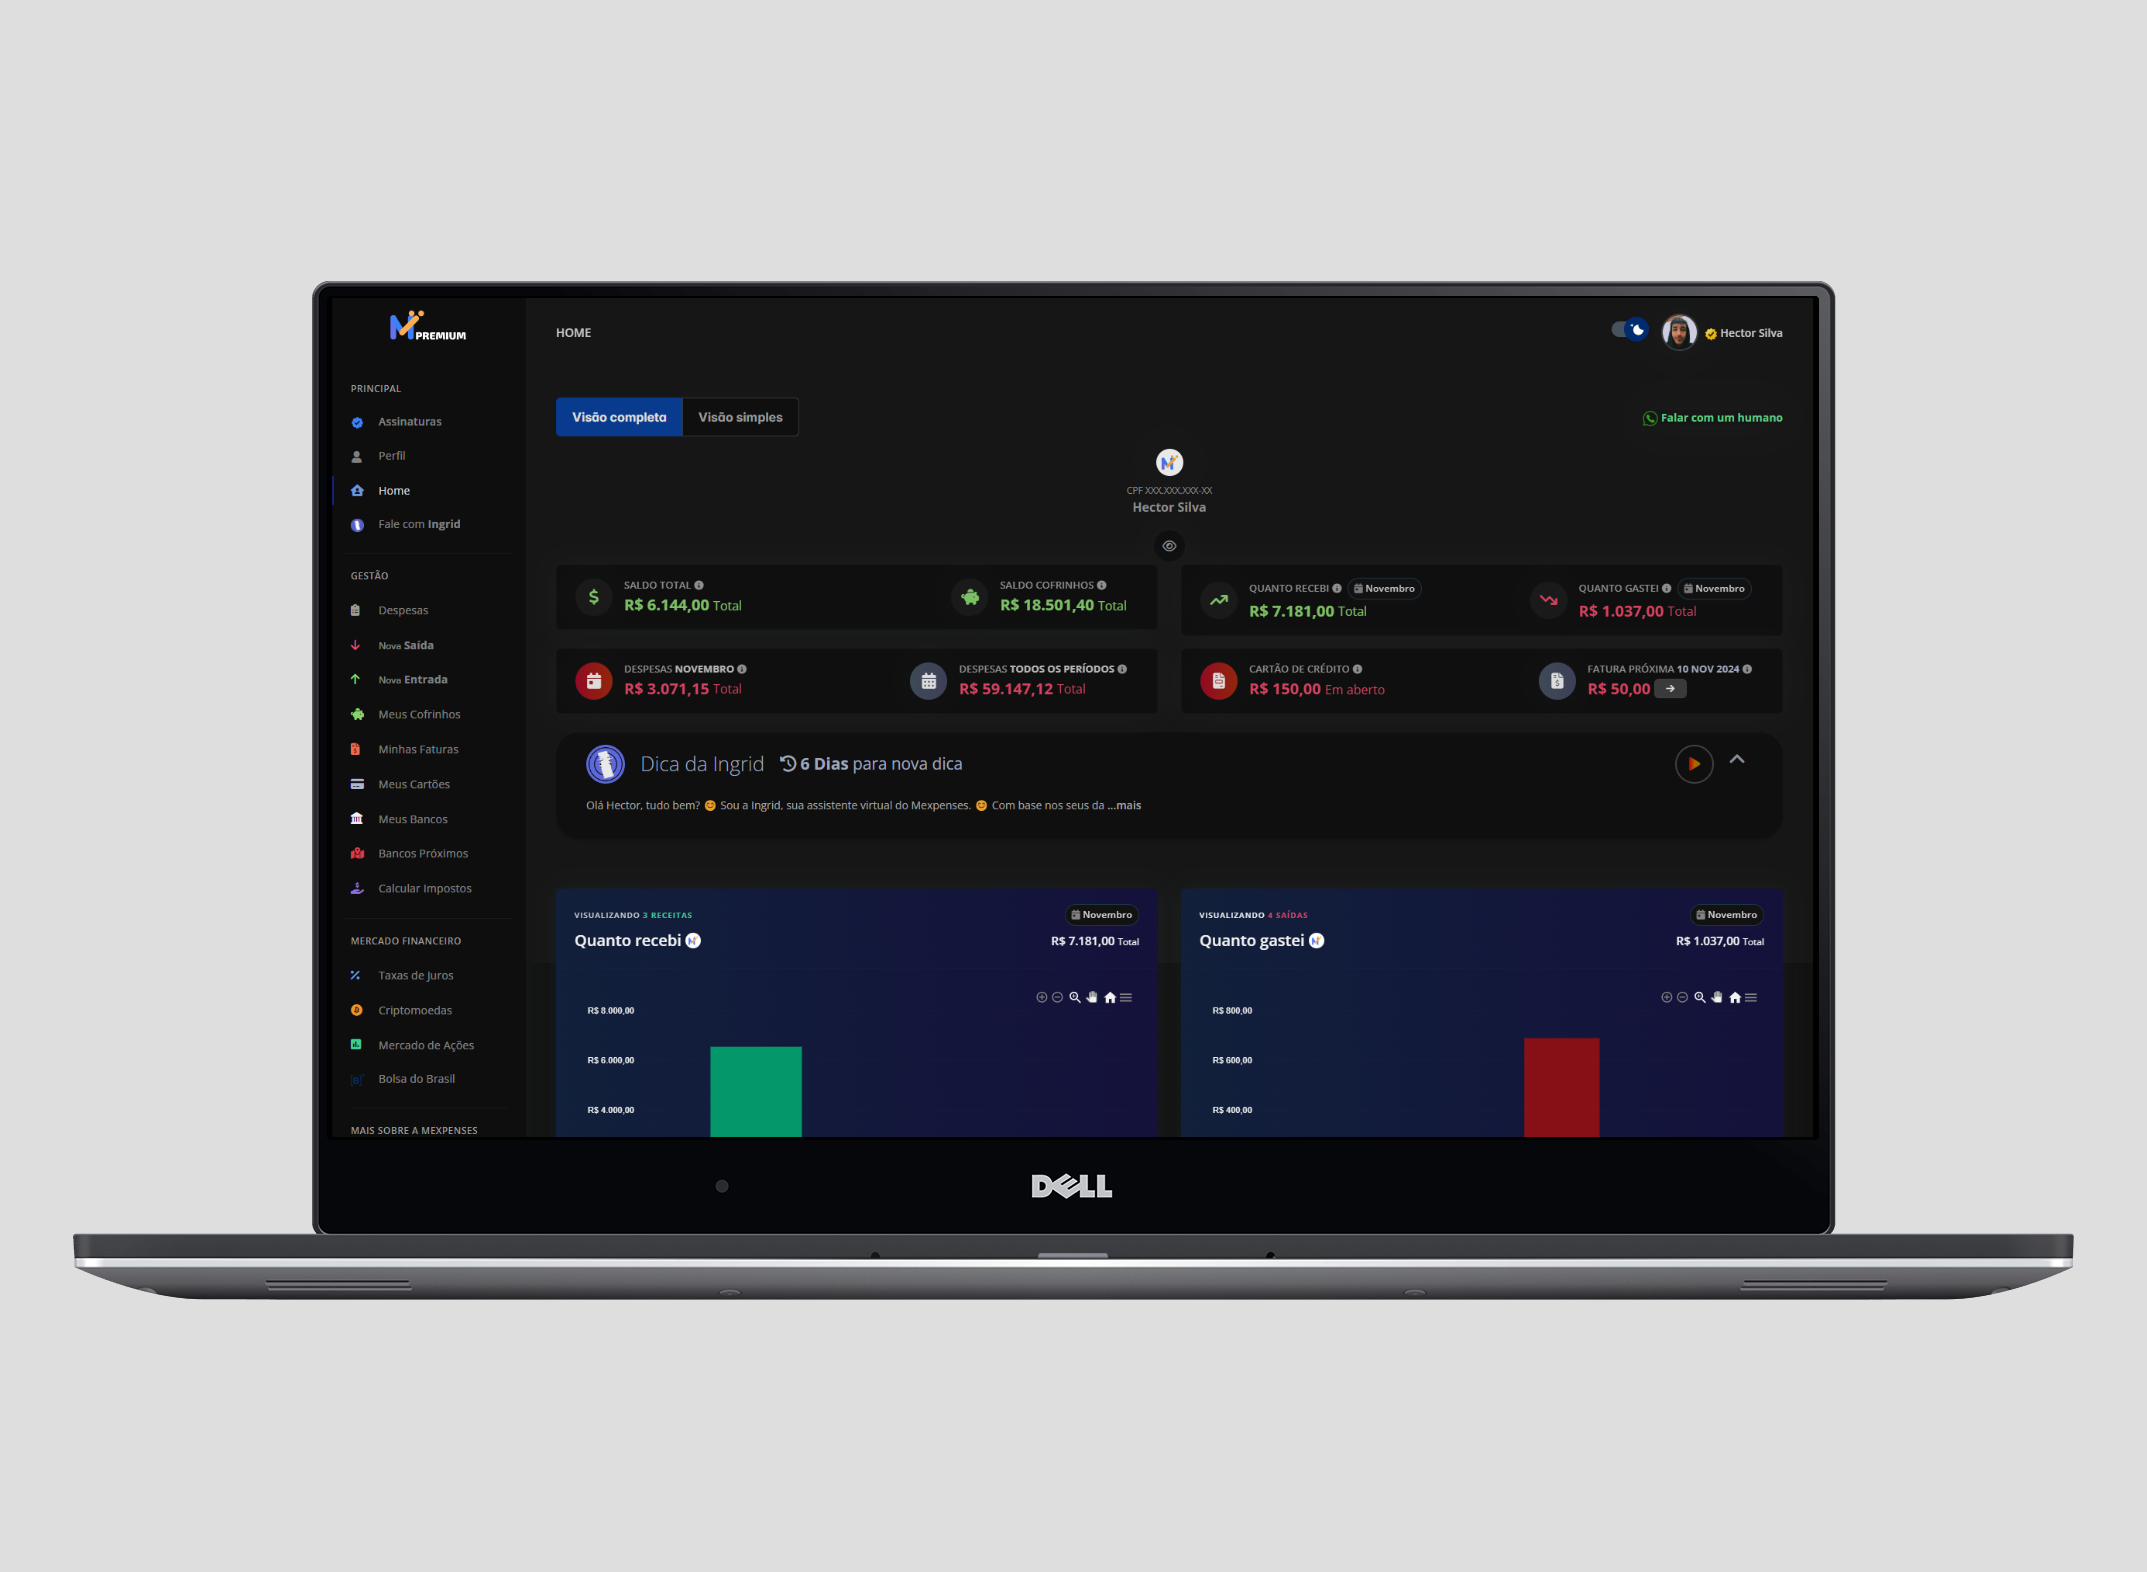 PREMIUM
PRINCIPAL
Assinaturas
Perfil
Home
Fale com Ingrid
GESTÃO
Despesas
Nova Saída
Nova Entrada
Meus Cofrinhos
Minhas Faturas
Meus Cartões
Meus Bancos
Bancos Próximos
Calcular Impostos
MERCADO FINANCEIRO
Taxas de Juros
Criptomoedas
Mercado de Ações
Bolsa do Brasil
MAIS SOBRE A MEXPENSES
HOME
Hector Silva
Visão completa
Visão simples
Falar com um humano
CPF XXX.XXX.XXX-XX
Hector Silva
SALDO TOTAL
R$ 6.144,00 Total
SALDO COFRINHOS
R$ 18.501,40 Total
QUANTO RECEBI Novembro
R$ 7.181,00 Total
QUANTO GASTEI Novembro
R$ 1.037,00 Total
DESPESAS NOVEMBRO
R$ 3.071,15 Total
DESPESAS TODOS OS PERÍODOS
R$ 59.147,12 Total
CARTÃO DE CRÉDITO
R$ 150,00 Em aberto
FATURA PRÓXIMA 10 NOV 2024
R$ 50,00
Dica da Ingrid 6 Dias para nova dica
Olá Hector, tudo bem? 😊 Sou a Ingrid, sua assistente virtual do Mexpenses. 😊 Com base nos seus da ...mais
VISUALIZANDO 3 RECEITAS
Novembro
Quanto recebi
R$ 7.181,00 Total
R$ 8.000,00
R$ 6.000,00
R$ 4.000,00
VISUALIZANDO 4 SAÍDAS
Novembro
Quanto gastei
R$ 1.037,00 Total
R$ 800,00
R$ 600,00
R$ 400,00
DELL